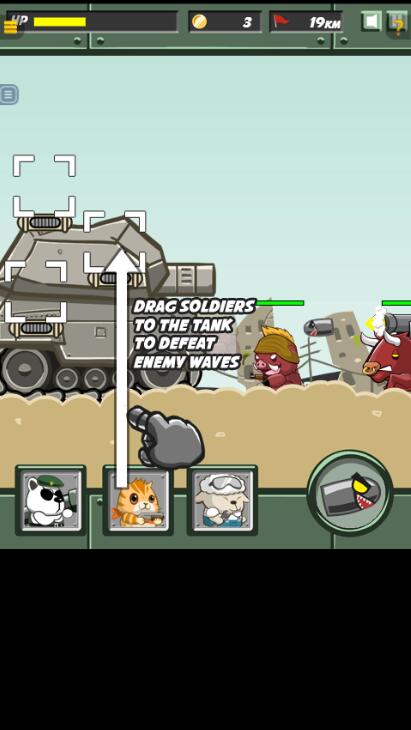 HP
3
19KM
?
DRAG SOLDIERS
TO THE TANK
TO DEFEAT
ENEMY WAVES